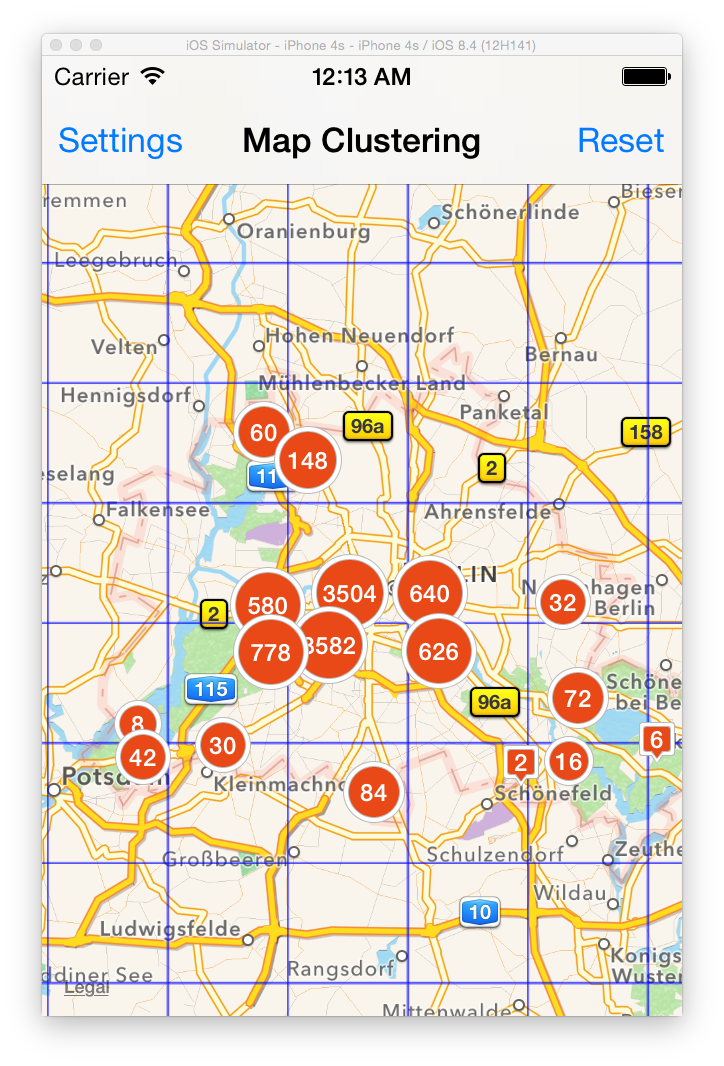 iOS Simulator - iPhone 4s - iPhone 4s / iOS 8.4 (12H141)
Carrier 12:13 AM
Settings Map Clustering Reset
remmen
Bieser
Schönerlinde
Oranienburg
Leegebruch
Hohen Neuendorf
Velten
Bernau
Mühlenbecker Land
Hennigsdorf
Panketal
96a
158
60
148
2
11
eselang
Falkensee
Ahrensfelde
z
LIN
580
3504
640
32
N hagen
Berlin
2
778
3582
626
115
96a
72
Schöne
bei Be
8
42
30
6
2
16
Potsd m
Kleinmachno
84
Schönefeld
Großbeeren
Schulzendorf
Zeuthe
Wildau
10
Ludwigsfelde
Rangsdorf
Königs
Wuster
ddiner See
Legal
Mittenwalde